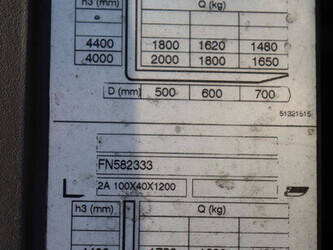 h3 (mm) Q (kg)
4400 1800 1620 1480
4000 2000 1800 1650
D (mm) 500 600 700
51321515
FN582333
2A 100X40X1200
h3 (mm) Q (kg)